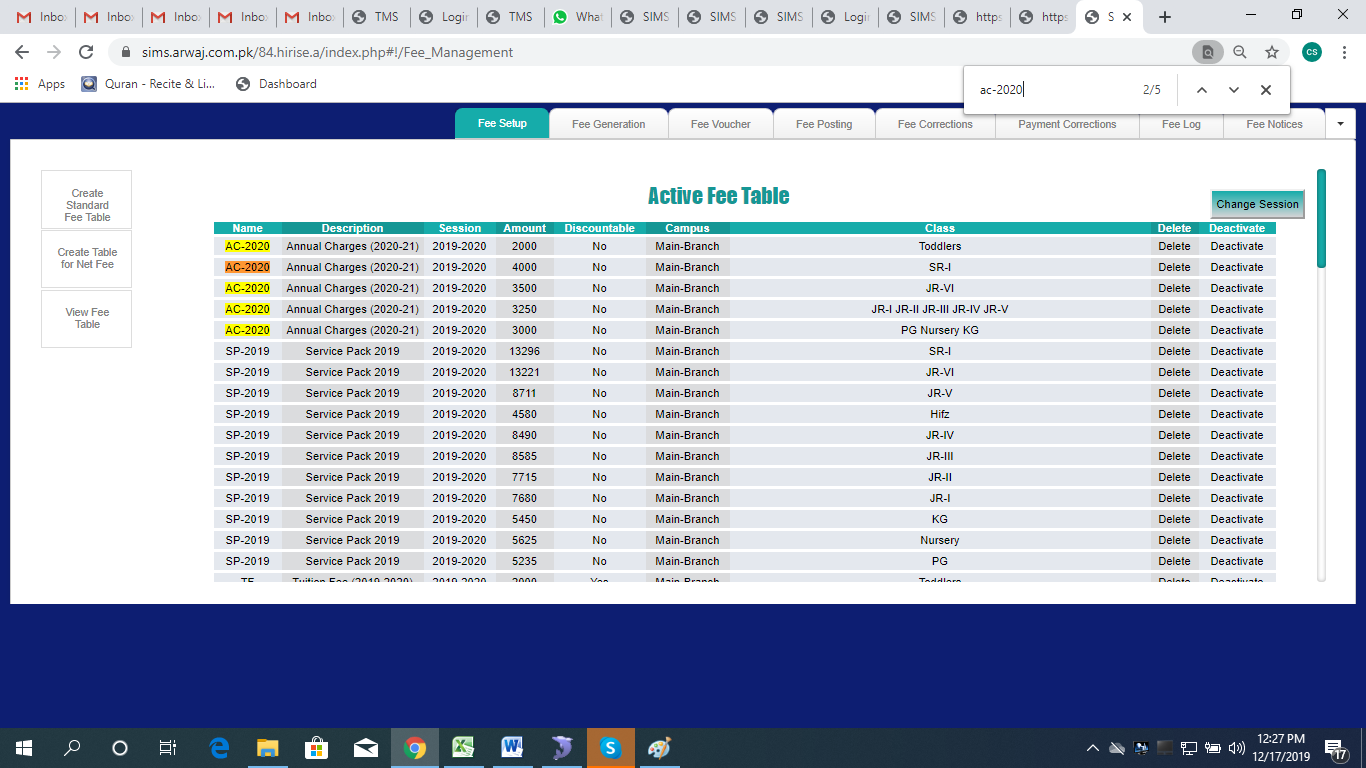 Inbox Inbox Inbox Inbox Inbox TMS Login TMS What SIMS SIMS SIMS Login SIMS https https S
sims.arwaj.com.pk/84.hirise.a/index.php#!/Fee_Management CS
Apps Quran - Recite & Li... Dashboard
ac-2020 2/5
Fee Setup Fee Generation Fee Voucher Fee Posting Fee Corrections Payment Corrections Fee Log Fee Notices
Create
Standard
Fee Table
Create Table
for Net Fee
View Fee
Table
Active Fee Table
Change Session
Name Description Session Amount Discountable Campus Class Delete Deactivate
AC-2020 Annual Charges (2020-21) 2019-2020 2000 No Main-Branch Toddlers Delete Deactivate
AC-2020 Annual Charges (2020-21) 2019-2020 4000 No Main-Branch SR-I Delete Deactivate
AC-2020 Annual Charges (2020-21) 2019-2020 3500 No Main-Branch JR-VI Delete Deactivate
AC-2020 Annual Charges (2020-21) 2019-2020 3250 No Main-Branch JR-I JR-II JR-III JR-IV JR-V Delete Deactivate
AC-2020 Annual Charges (2020-21) 2019-2020 3000 No Main-Branch PG Nursery KG Delete Deactivate
SP-2019 Service Pack 2019 2019-2020 13296 No Main-Branch SR-I Delete Deactivate
SP-2019 Service Pack 2019 2019-2020 13221 No Main-Branch JR-VI Delete Deactivate
SP-2019 Service Pack 2019 2019-2020 8711 No Main-Branch JR-V Delete Deactivate
SP-2019 Service Pack 2019 2019-2020 4580 No Main-Branch Hifz Delete Deactivate
SP-2019 Service Pack 2019 2019-2020 8490 No Main-Branch JR-IV Delete Deactivate
SP-2019 Service Pack 2019 2019-2020 8585 No Main-Branch JR-III Delete Deactivate
SP-2019 Service Pack 2019 2019-2020 7715 No Main-Branch JR-II Delete Deactivate
SP-2019 Service Pack 2019 2019-2020 7680 No Main-Branch JR-I Delete Deactivate
SP-2019 Service Pack 2019 2019-2020 5450 No Main-Branch KG Delete Deactivate
SP-2019 Service Pack 2019 2019-2020 5625 No Main-Branch Nursery Delete Deactivate
SP-2019 Service Pack 2019 2019-2020 5235 No Main-Branch PG Delete Deactivate
TF Tuition Fee (2019-2020) 2019-2020 2000 Yes Main-Branch Toddlers Delete Deactivate
12:27 PM
12/17/2019
17